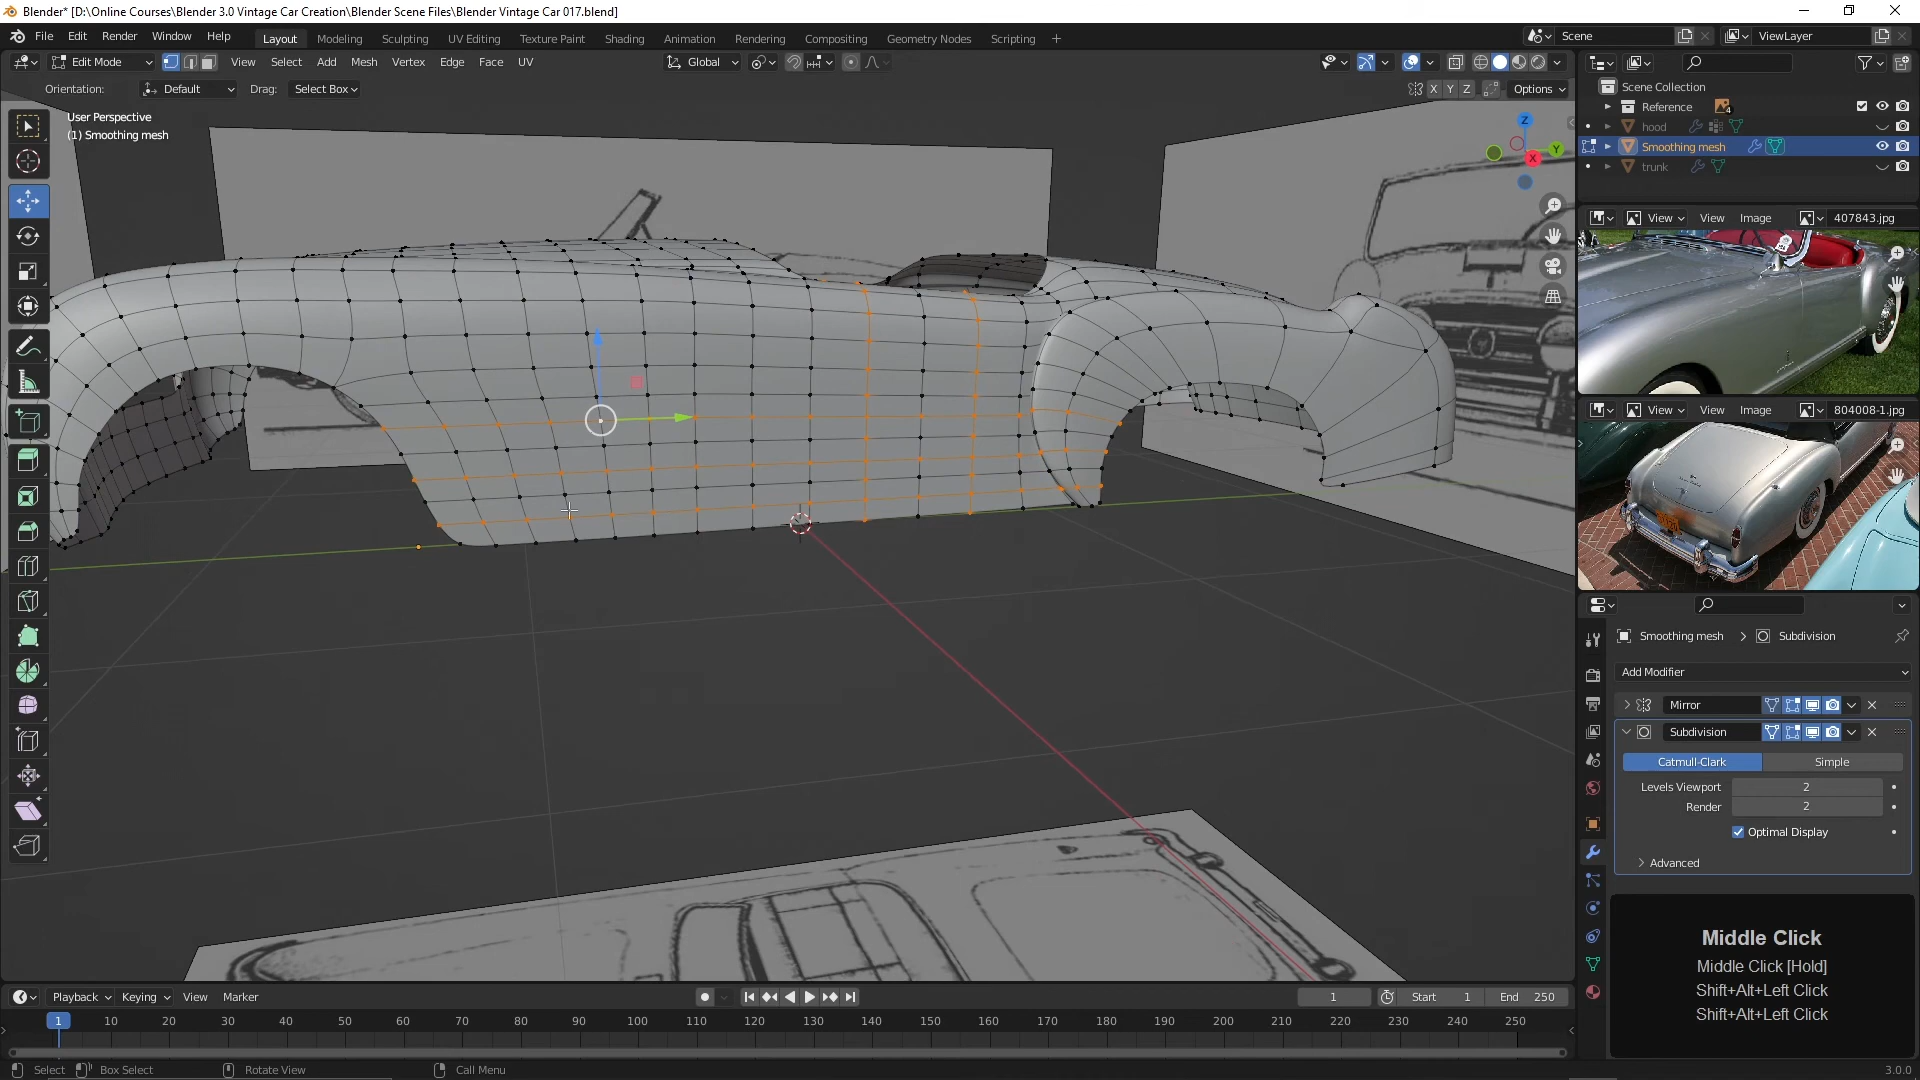 Blender* [D:\Online Courses\Blender 3.0 Vintage Car Creation\Blender Scene Files\Blender Vintage Car 017.blend]
File Edit Render Window Help Layout Modeling Sculpting UV Editing Texture Paint Shading Animation Rendering Compositing Geometry Nodes Scripting + Scene ViewLayer
Edit Mode View Select Add Mesh Vertex Edge Face UV Global
Orientation: Default Drag: Select Box X Y Z Options
User Perspective
(1) Smoothing mesh
Z
Y
X
Scene Collection
Reference
hood
Smoothing mesh
trunk
View View Image 407843.jpg
View View Image 804008-1.jpg
Smoothing mesh > Subdivision
Add Modifier
Mirror
Subdivision
Catmull-Clark Simple
Levels Viewport 2
Render 2
Optimal Display
Advanced
Middle Click
Middle Click [Hold]
Shift+Alt+Left Click
Shift+Alt+Left Click
Playback Keying View Marker 1 Start 1 End 250
1 10 20 30 40 50 60 70 80 90 100 110 120 130 140 150 160 170 180 190 200 210 220 230 240 250
Select Box Select Rotate View Call Menu 3.0.0